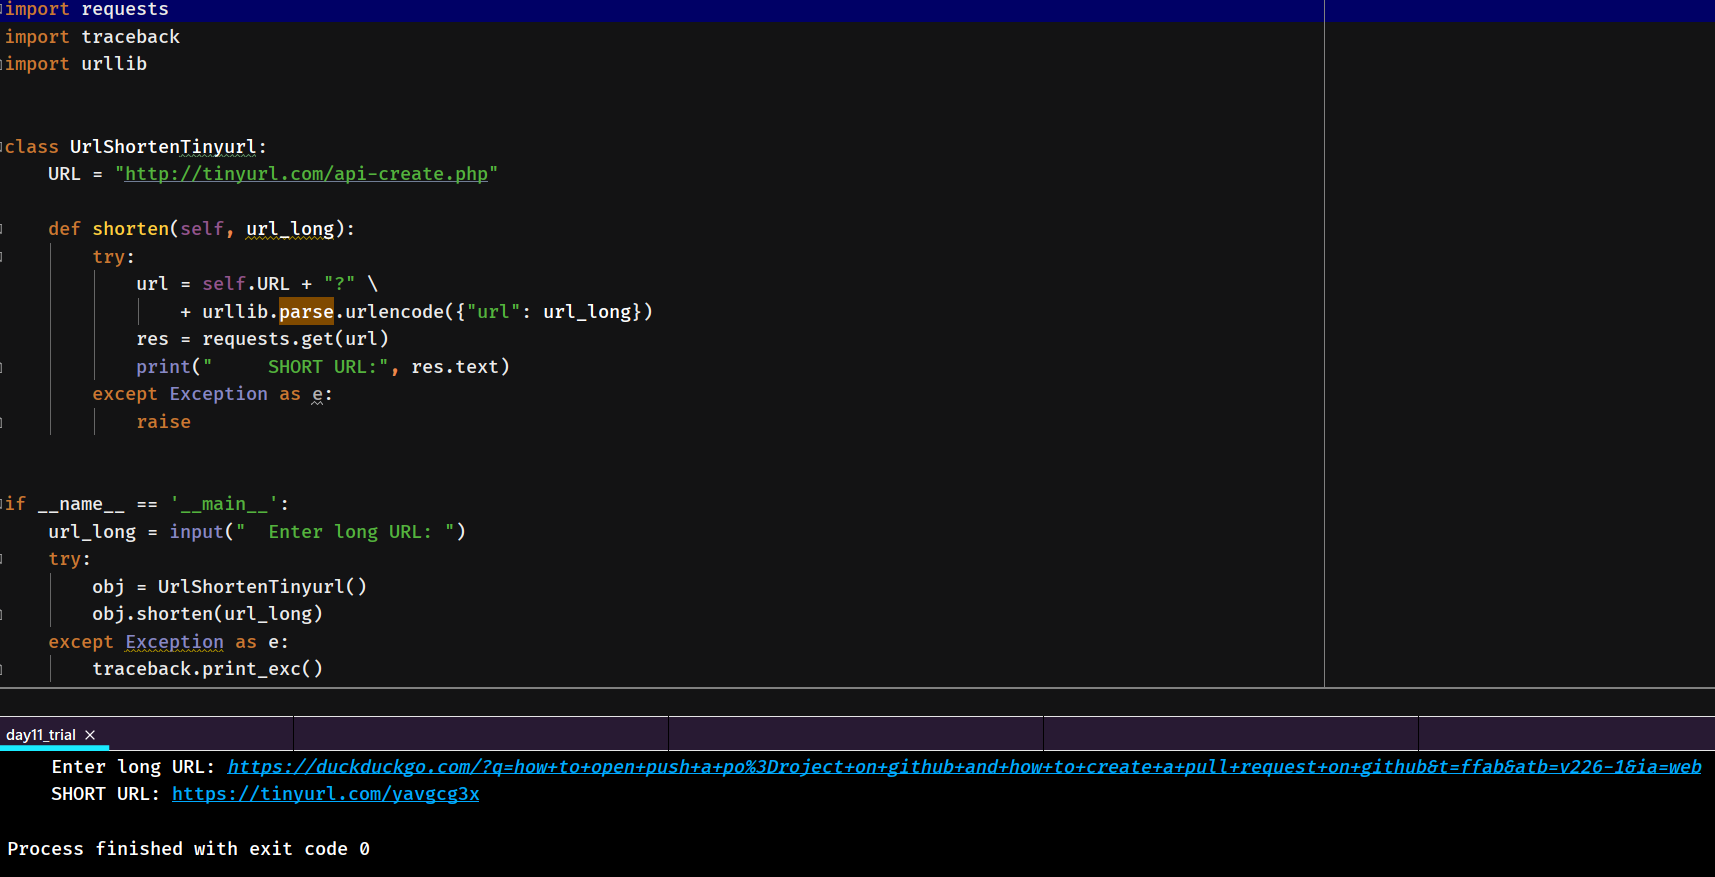 import requests
import traceback
import urllib
class UrlShortenTinyurl:
    URL = "http://tinyurl.com/api-create.php"
    def shorten(self, url_long):
        try:
            url = self.URL + "?" \
                + urllib.parse.urlencode({"url": url_long})
            res = requests.get(url)
            print("     SHORT URL:", res.text)
        except Exception as e:
            raise
if __name__ == '__main__':
    url_long = input("  Enter long URL: ")
    try:
        obj = UrlShortenTinyurl()
        obj.shorten(url_long)
    except Exception as e:
        traceback.print_exc()
day11_trial ×
Enter long URL: https://duckduckgo.com/?q=how+to+open+push+a+po%3Droject+on+github+and+how+to+create+a+pull+request+on+github&t=ffab&atb=v226-1&ia=web
SHORT URL: https://tinyurl.com/yavgcg3x
Process finished with exit code 0